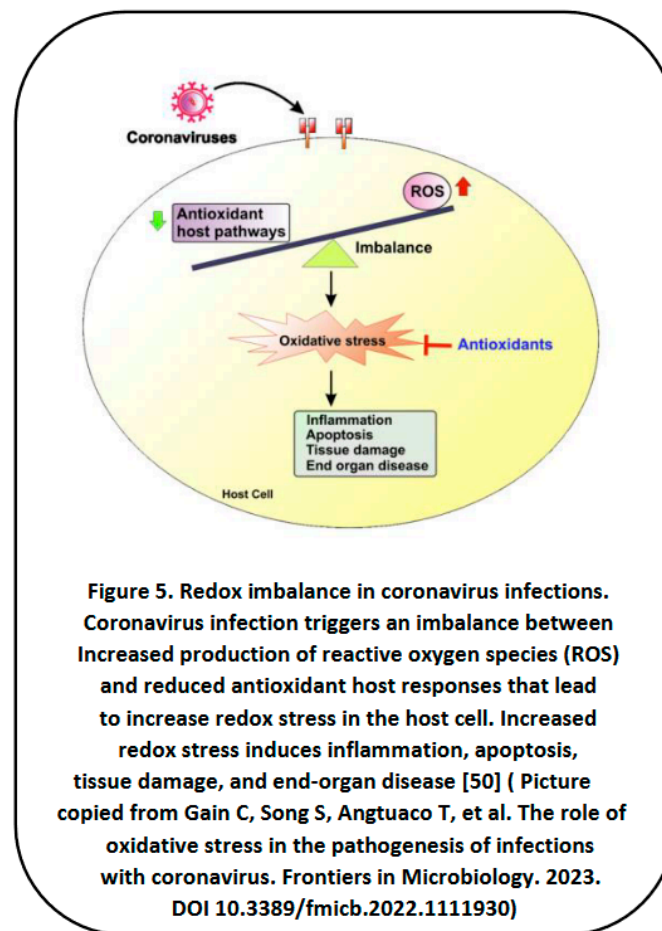 Coronaviruses
ROS
Antioxidant
host pathways
Imbalance
Oxidative stress
Antioxidants
Inflammation
Apoptosis
Tissue damage
End organ disease
Host Cell
Figure 5. Redox imbalance in coronavirus infections.
Coronavirus infection triggers an imbalance between
Increased production of reactive oxygen species (ROS)
and reduced antioxidant host responses that lead
to increase redox stress in the host cell. Increased
redox stress induces inflammation, apoptosis,
tissue damage, and end-organ disease [50] ( Picture
copied from Gain C, Song S, Angtuaco T, et al. The role of
oxidative stress in the pathogenesis of infections
with coronavirus. Frontiers in Microbiology. 2023.
DOI 10.3389/fmicb.2022.1111930)